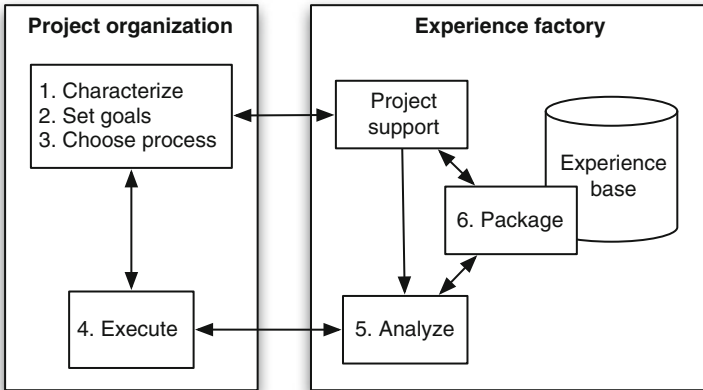 Project organization
1. Characterize
2. Set goals
3. Choose process
4. Execute
Experience factory
Project
support
Experience
base
6. Package
5. Analyze